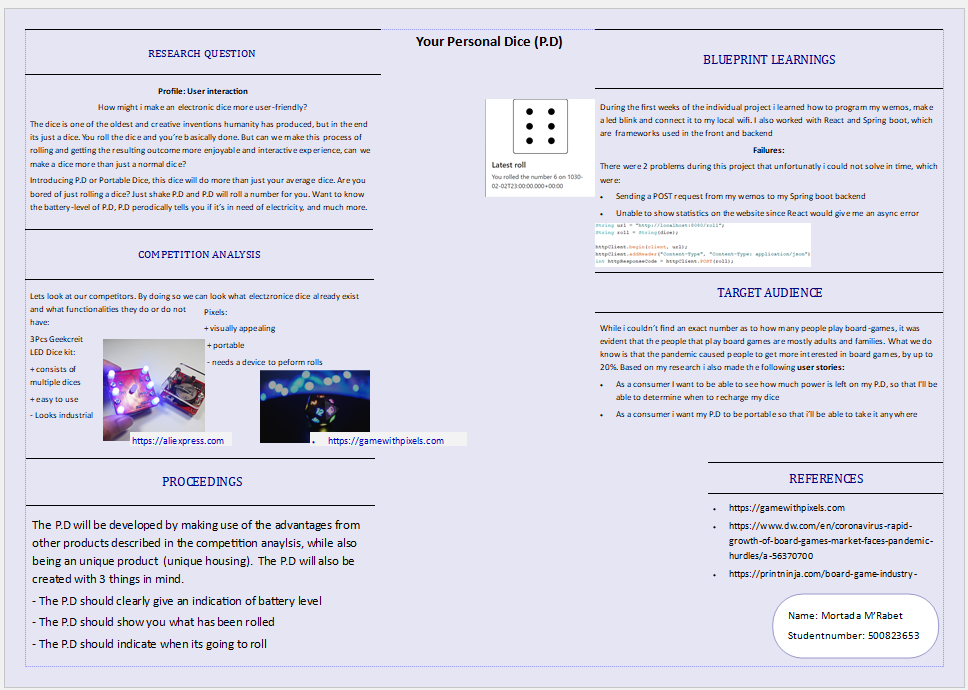 Your Personal Dice (P.D)
RESEARCH QUESTION
Profile: User interaction
How might i make an electronic dice more user-friendly?
The dice is one of the oldest and creative inventions humanity has produced, but in the end
its just a dice. You roll the dice and you're basically done. But can we make this process of
rolling and getting the resulting outcome more enjoyable and interactive experience, can we
make a dice more than just a normal dice?
Introducing P.D or Portable Dice, this dice will do more than just your average dice. Are you
bored of just rolling a dice? Just shake P.D and P.D will roll a number for you. Want to know
the battery-level of P.D, P.D perodically tells you if it's in need of electricity, and much more.
COMPETITION ANALYSIS
Lets look at our competitors. By doing so we can look what electzronice dice already exist
and what functionalities they do or do not
have:
3Pcs Geekcreit
LED Dice kit:
+ consists of
multiple dices
+ easy to use
- Looks industrial
https://aliexpress.com
Pixels:
+ visually appealing
+ portable
- needs a device to peform rolls
• https://gamewithpixels.com
PROCEEDINGS
The P.D will be developed by making use of the advantages from
other products described in the competition anaylsis, while also
being an unique product (unique housing). The P.D will also be
created with 3 things in mind.
- The P.D should clearly give an indication of battery level
- The P.D should show you what has been rolled
- The P.D should indicate when its going to roll
Latest roll
You rolled the number 6 on 1030-
02-02T23:00:00.000+00:00
BLUEPRINT LEARNINGS
During the first weeks of the individual project i learned how to program my wemos, make
a led blink and connect it to my local wifi. I also worked with React and Spring boot, which
are frameworks used in the front and backend
Failures:
There were 2 problems during this project that unfortunatly i could not solve in time, which
were:
• Sending a POST request from my wemos to my Spring boot backend
• Unable to show statistics on the website since React would give me an async error
String url = "http://localhost:8080/roll";
String roll = String(dice);
httpClient.begin(client, url);
httpClient.addHeader("Content-Type", "Content-Type: application/json")
int httpResponseCode = httpClient.POST(roll);
TARGET AUDIENCE
While i couldn't find an exact number as to how many people play board-games, it was
evident that the people that play board games are mostly adults and families. What we do
know is that the pandemic caused people to get more interested in board games, by up to
20%. Based on my research i also made the following user stories:
• As a consumer I want to be able to see how much power is left on my P.D, so that I'll be
able to determine when to recharge my dice
• As a consumer i want my P.D to be portable so that i'll be able to take it anywhere
REFERENCES
• https://gamewithpixels.com
• https://www.dw.com/en/coronavirus-rapid-
growth-of-board-games-market-faces-pandemic-
hurdles/a-56370700
• https://printninja.com/board-game-industry-
Name: Mortada M'Rabet
Studentnumber: 500823653